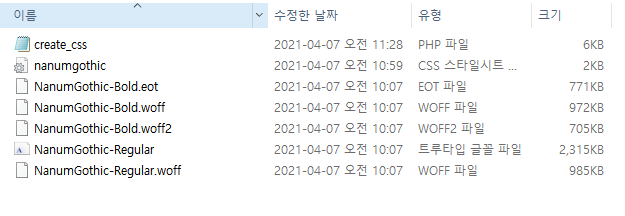 이름 수정한 날짜 유형 크기
create_css 2021-04-07 오전 11:28 PHP 파일 6KB
nanumgothic 2021-04-07 오전 10:59 CSS 스타일시트 ... 2KB
NanumGothic-Bold.eot 2021-04-07 오전 10:07 EOT 파일 771KB
NanumGothic-Bold.woff 2021-04-07 오전 10:07 WOFF 파일 972KB
NanumGothic-Bold.woff2 2021-04-07 오전 10:07 WOFF2 파일 705KB
NanumGothic-Regular 2021-04-07 오전 10:07 트루타입 글꼴 파일 2,315KB
NanumGothic-Regular.woff 2021-04-07 오전 10:07 WOFF 파일 985KB